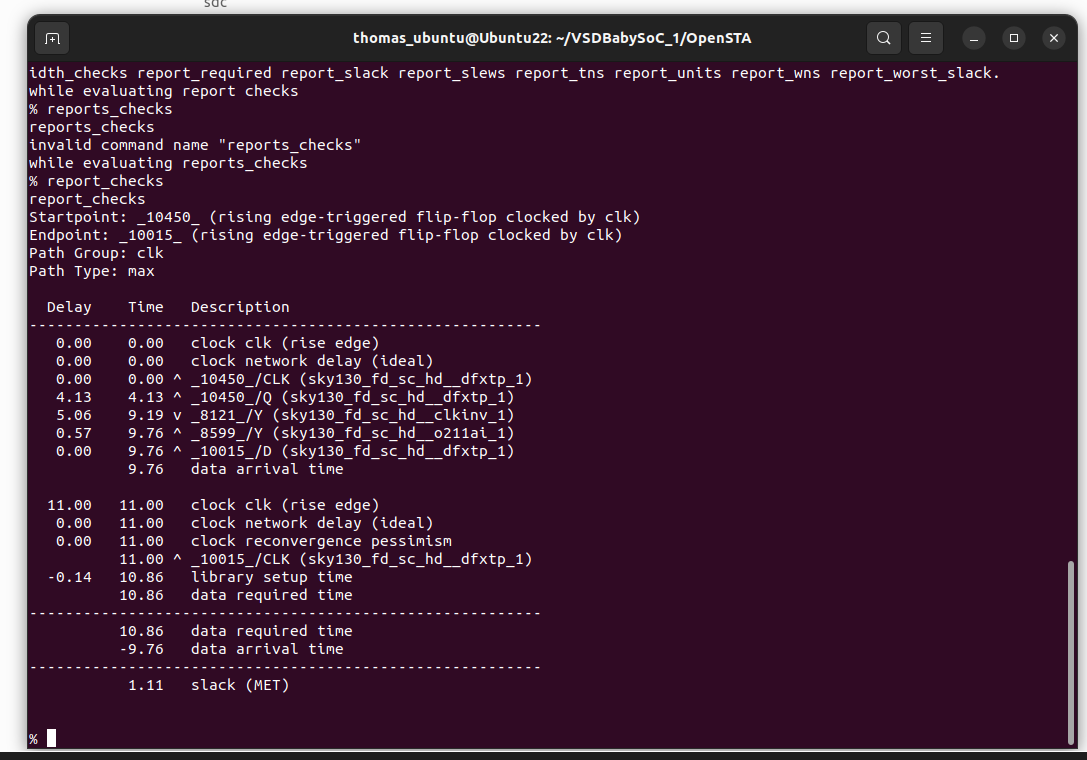 sdc
thomas_ubuntu@Ubuntu22: ~/VSDBabySoC_1/OpenSTA
idth_checks report_required report_slack report_slews report_tns report_units report_wns report_worst_slack.
while evaluating report checks
% reports_checks
reports_checks
invalid command name "reports_checks"
while evaluating reports_checks
% report_checks
report_checks
Startpoint: _10450_ (rising edge-triggered flip-flop clocked by clk)
Endpoint: _10015_ (rising edge-triggered flip-flop clocked by clk)
Path Group: clk
Path Type: max
  Delay    Time   Description
---------------------------------------------------------
   0.00    0.00   clock clk (rise edge)
   0.00    0.00   clock network delay (ideal)
   0.00    0.00 ^ _10450_/CLK (sky130_fd_sc_hd__dfxtp_1)
   4.13    4.13 ^ _10450_/Q (sky130_fd_sc_hd__dfxtp_1)
   5.06    9.19 v _8121_/Y (sky130_fd_sc_hd__clkinv_1)
   0.57    9.76 ^ _8599_/Y (sky130_fd_sc_hd__o211ai_1)
   0.00    9.76 ^ _10015_/D (sky130_fd_sc_hd__dfxtp_1)
           9.76   data arrival time
  11.00   11.00   clock clk (rise edge)
   0.00   11.00   clock network delay (ideal)
   0.00   11.00   clock reconvergence pessimism
          11.00 ^ _10015_/CLK (sky130_fd_sc_hd__dfxtp_1)
  -0.14   10.86   library setup time
          10.86   data required time
---------------------------------------------------------
          10.86   data required time
          -9.76   data arrival time
---------------------------------------------------------
           1.11   slack (MET)
%